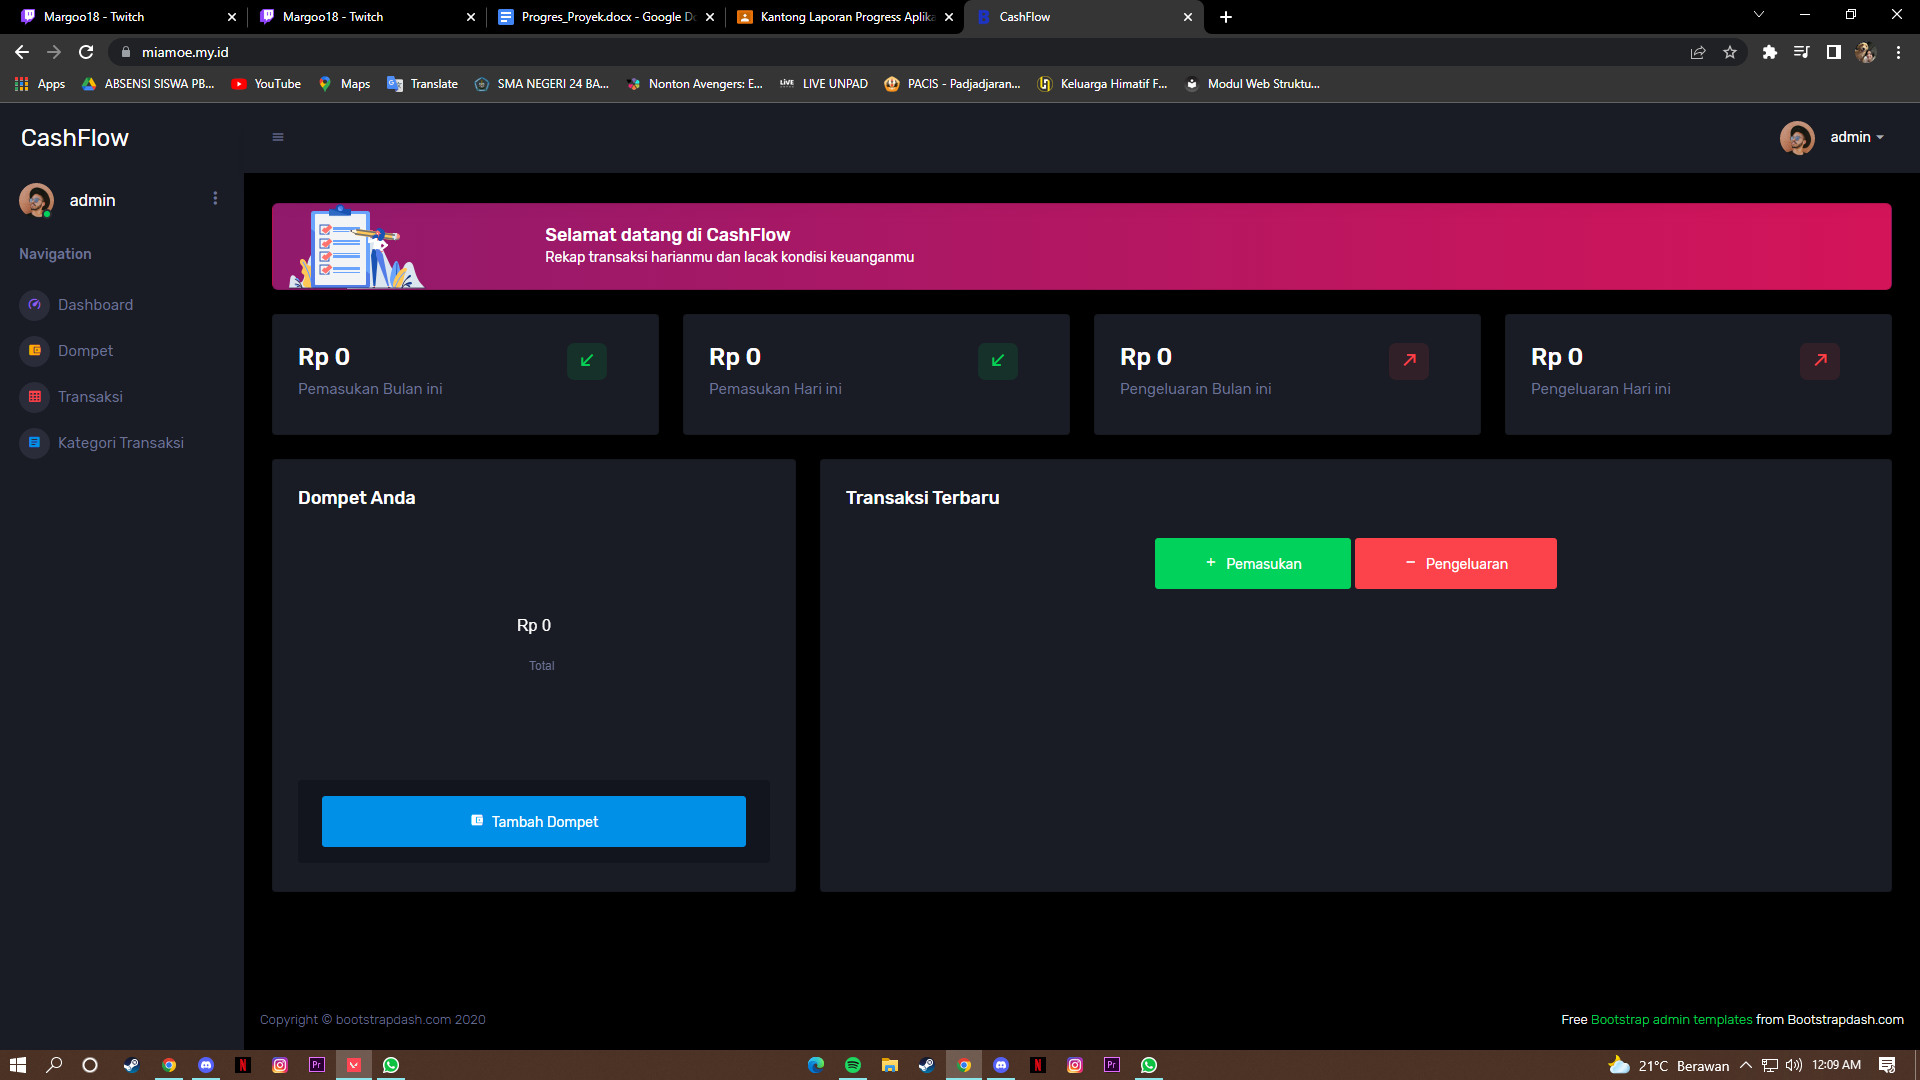 Margoo18 - Twitch
Margoo18 - Twitch
Progres_Proyek.docx - Google Do
Kantong Laporan Progress Aplika
CashFlow
miamoe.my.id
Apps
ABSENSI SISWA PB...
YouTube
Maps
Translate
SMA NEGERI 24 BA...
Nonton Avengers: E...
LIVE UNPAD
PACIS - Padjadjaran...
Keluarga Himatif F...
Modul Web Struktu...
CashFlow
admin
admin
Navigation
Dashboard
Dompet
Transaksi
Kategori Transaksi
Selamat datang di CashFlow
Rekap transaksi harianmu dan lacak kondisi keuanganmu
Rp 0
Pemasukan Bulan ini
Rp 0
Pemasukan Hari ini
Rp 0
Pengeluaran Bulan ini
Rp 0
Pengeluaran Hari ini
Dompet Anda
Rp 0
Total
Tambah Dompet
Transaksi Terbaru
+ Pemasukan
− Pengeluaran
Copyright © bootstrapdash.com 2020
Free Bootstrap admin templates from Bootstrapdash.com
21°C Berawan
12:09 AM